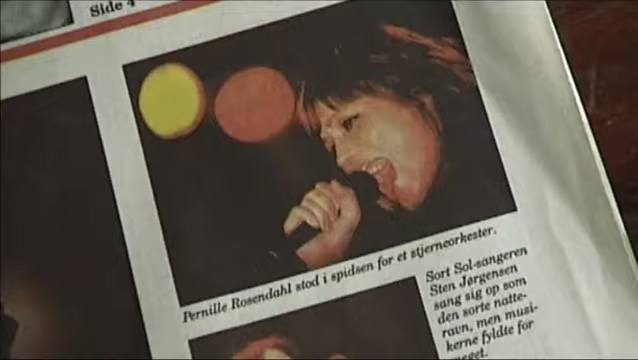 Side 4
Pernille Rosendahl stod i spidsen for et stjerneorkester.
Sort Sol-sangeren
Sten Jørgensen
sang sig op som
den sorte natte-
ravn, men musi-
kerne fyldte for
meget.